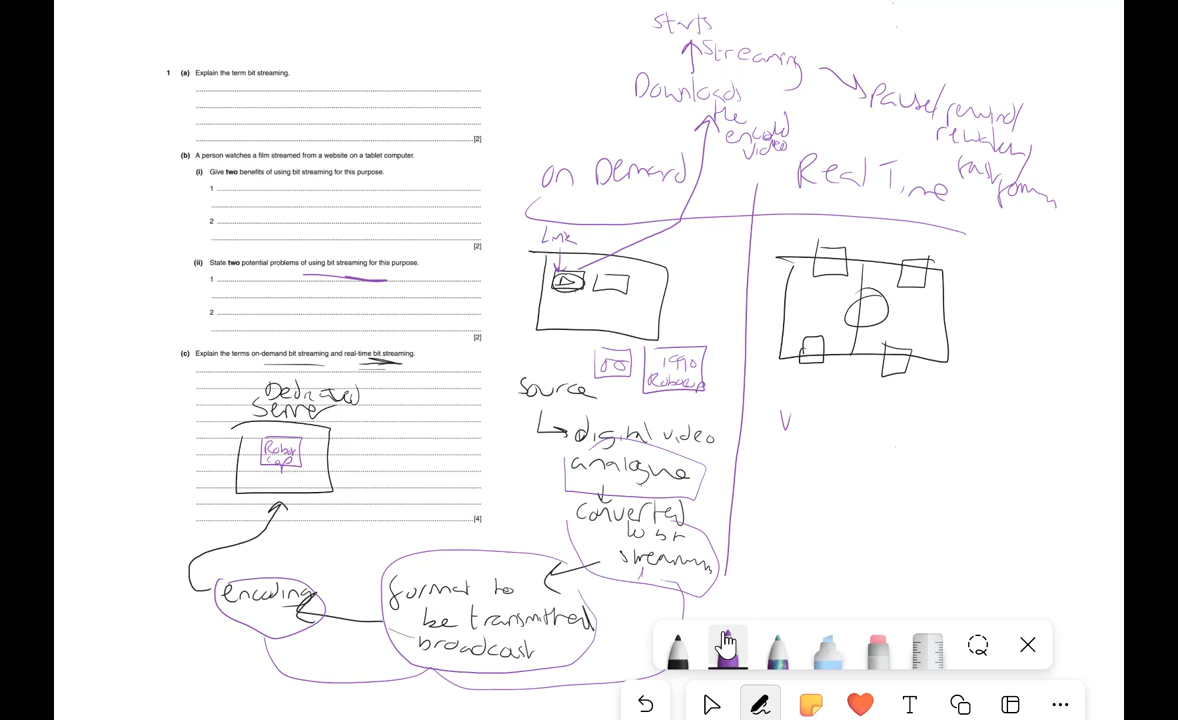 1 (a) Explain the term bit streaming.
[2]
(b) A person watches a film streamed from a website on a tablet computer.
(i) Give two benefits of using bit streaming for this purpose.
1
2
[2]
(ii) State two potential problems of using bit streaming for this purpose.
1
2
[2]
(c) Explain the terms on-demand bit streaming and real-time bit streaming.
[4]
Dedicated
Server
Robo
Cop
encoding
format to
be transmitted
broadcast
Starts
Streaming
Downloads
the
encoded
video
Pause/rewind/
On Demand
Real Time
Link
1990
Robocop
Source
digital video
analogue
converted
to bit
streaming
V
T